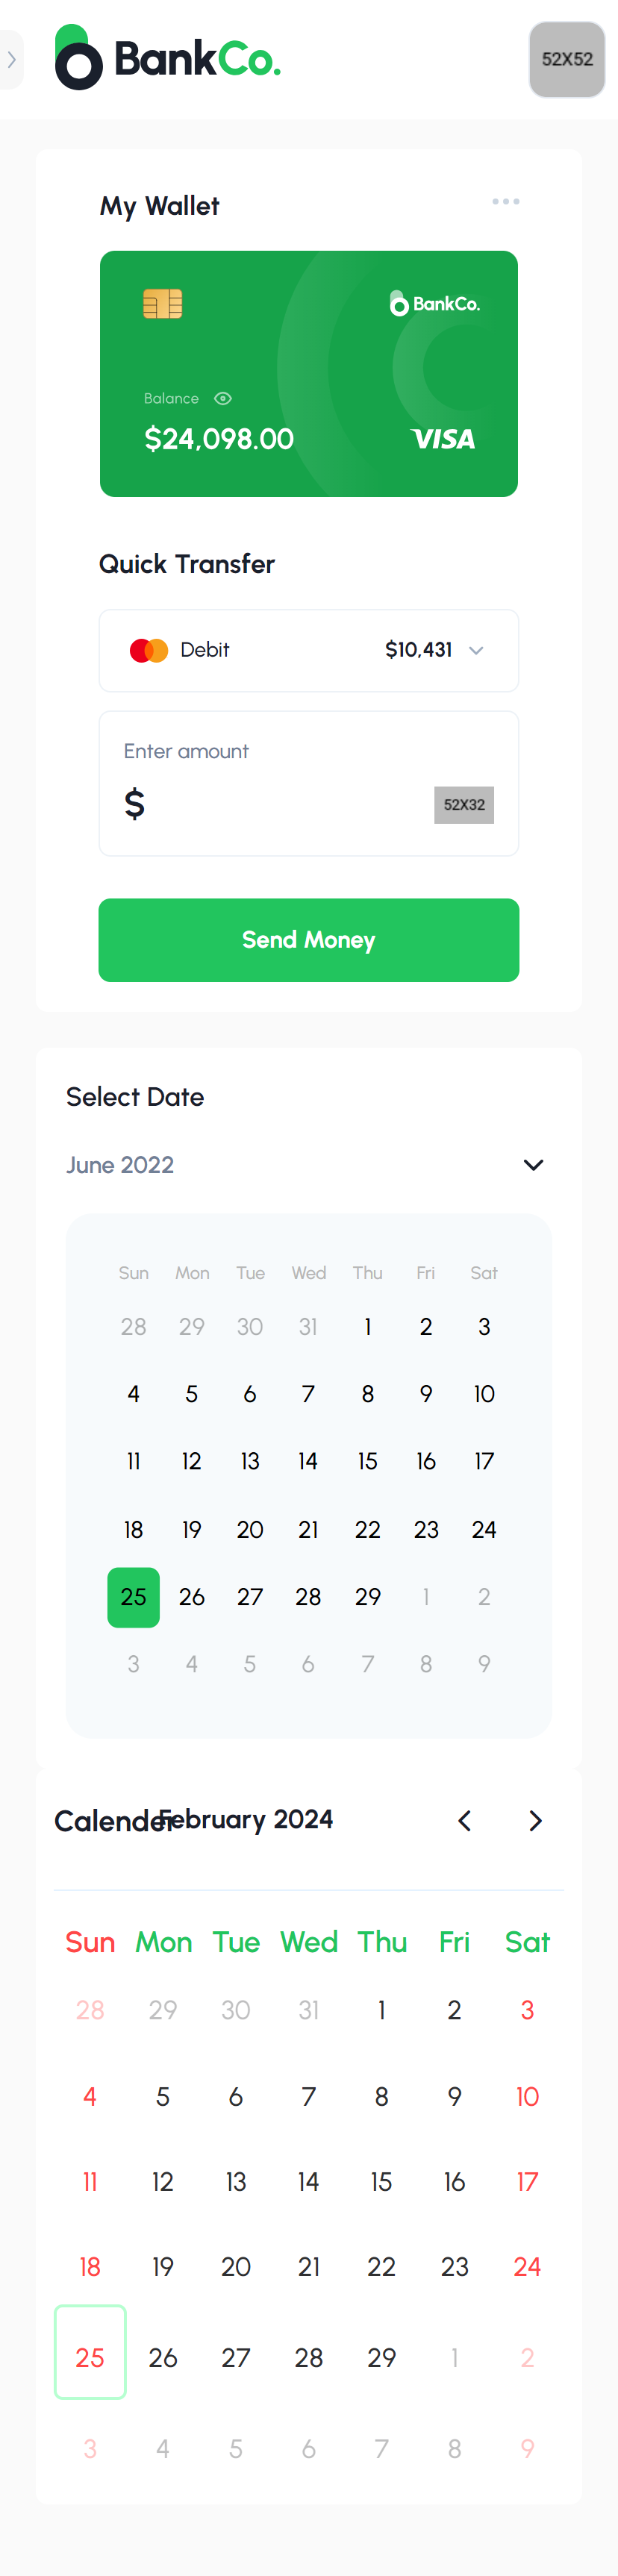 BankCo.
52X52
My Wallet
BankCo.
Balance
$24,098.00
VISA
Quick Transfer
Debit $10,431
Enter amount
$
52X32
Send Money
Select Date
June 2022
Sun Mon Tue Wed Thu Fri Sat
28 29 30 31 1 2 3
4 5 6 7 8 9 10
11 12 13 14 15 16 17
18 19 20 21 22 23 24
25 26 27 28 29 1 2
3 4 5 6 7 8 9
Calender February 2024
Sun Mon Tue Wed Thu Fri Sat
28 29 30 31 1 2 3
4 5 6 7 8 9 10
11 12 13 14 15 16 17
18 19 20 21 22 23 24
25 26 27 28 29 1 2
3 4 5 6 7 8 9